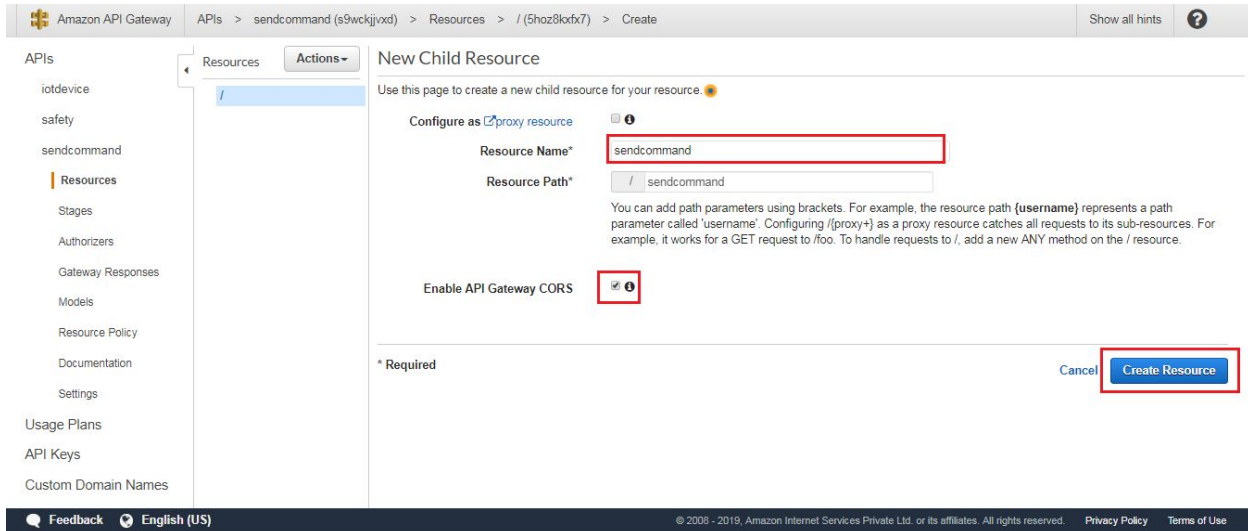 Amazon API Gateway
APIs > sendcommand (s9wckjjvxd) > Resources > / (5hoz8kxfx7) > Create
Show all hints
?
APIs
iotdevice
safety
sendcommand
Resources
Stages
Authorizers
Gateway Responses
Models
Resource Policy
Documentation
Settings
Usage Plans
API Keys
Custom Domain Names
Resources
Actions
/
New Child Resource
Use this page to create a new child resource for your resource.
Configure as proxy resource
Resource Name*
sendcommand
Resource Path*
/ sendcommand
You can add path parameters using brackets. For example, the resource path {username} represents a path
parameter called 'username'. Configuring /{proxy+} as a proxy resource catches all requests to its sub-resources. For
example, it works for a GET request to /foo. To handle requests to /, add a new ANY method on the / resource.
Enable API Gateway CORS
* Required
Cancel
Create Resource
Feedback
English (US)
© 2008 - 2019, Amazon Internet Services Private Ltd. or its affiliates. All rights reserved.
Privacy Policy
Terms of Use